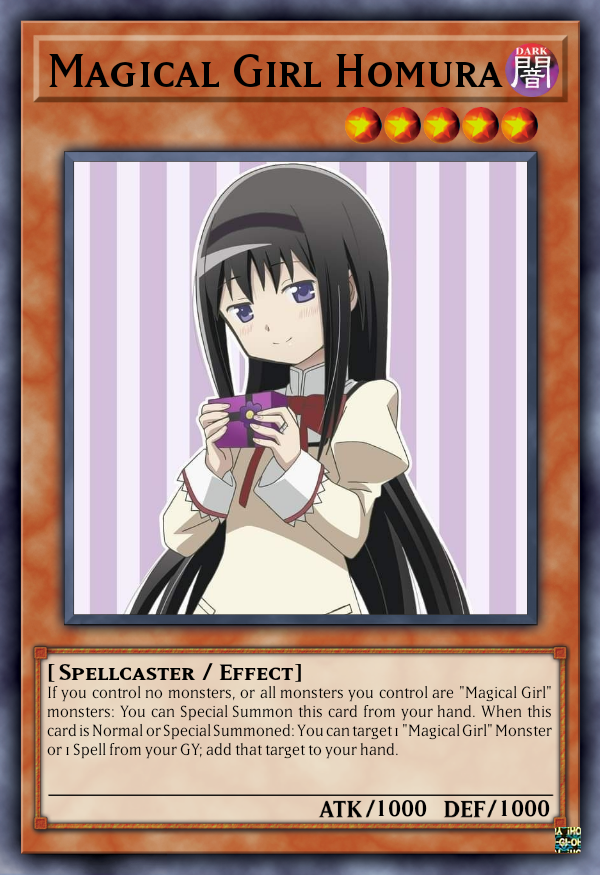 Magical Girl Homura
DARK
闇
[Spellcaster / Effect]
If you control no monsters, or all monsters you control are "Magical Girl"
monsters: You can Special Summon this card from your hand. When this
card is Normal or Special Summoned: You can target 1 "Magical Girl" Monster
or 1 Spell from your GY; add that target to your hand.
ATK/1000 DEF/1000